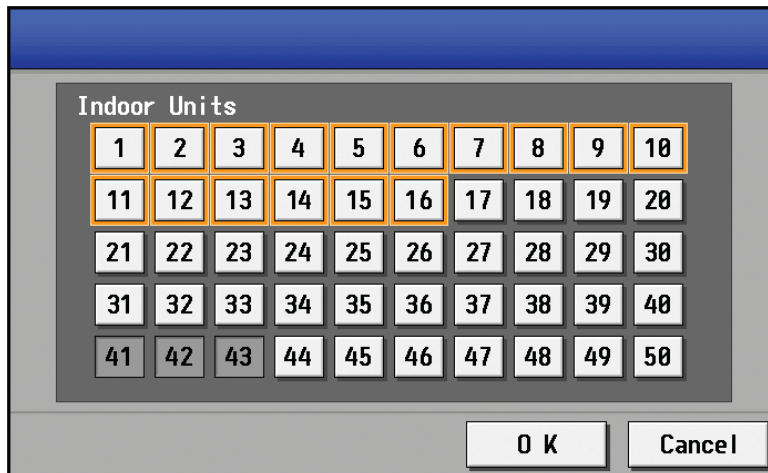 Indoor Units
1 2 3 4 5 6 7 8 9 10
11 12 13 14 15 16 17 18 19 20
21 22 23 24 25 26 27 28 29 30
31 32 33 34 35 36 37 38 39 40
41 42 43 44 45 46 47 48 49 50
O K Cancel